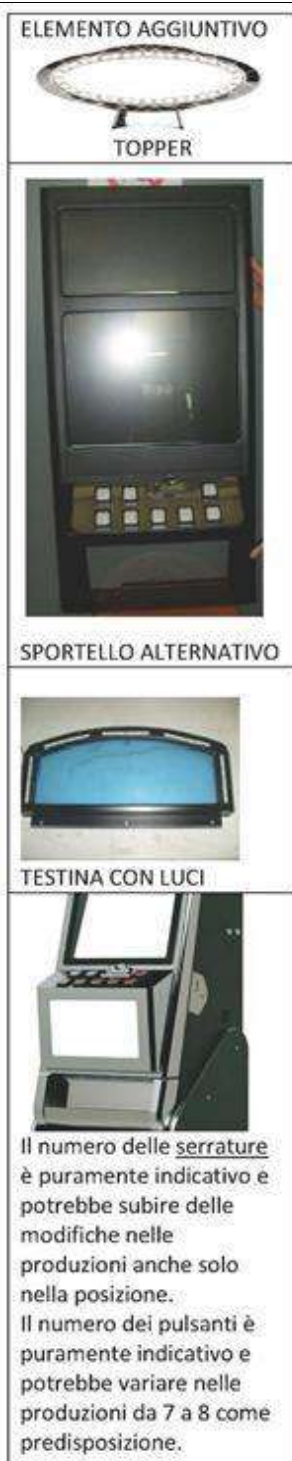 ELEMENTO AGGIUNTIVO
TOPPER
SPORTELLO ALTERNATIVO
TESTINA CON LUCI
Il numero delle serrature
è puramente indicativo e
potrebbe subire delle
modifiche nelle
produzioni anche solo
nella posizione.
Il numero dei pulsanti è
puramente indicativo e
potrebbe variare nelle
produzioni da 7 a 8 come
predisposizione.